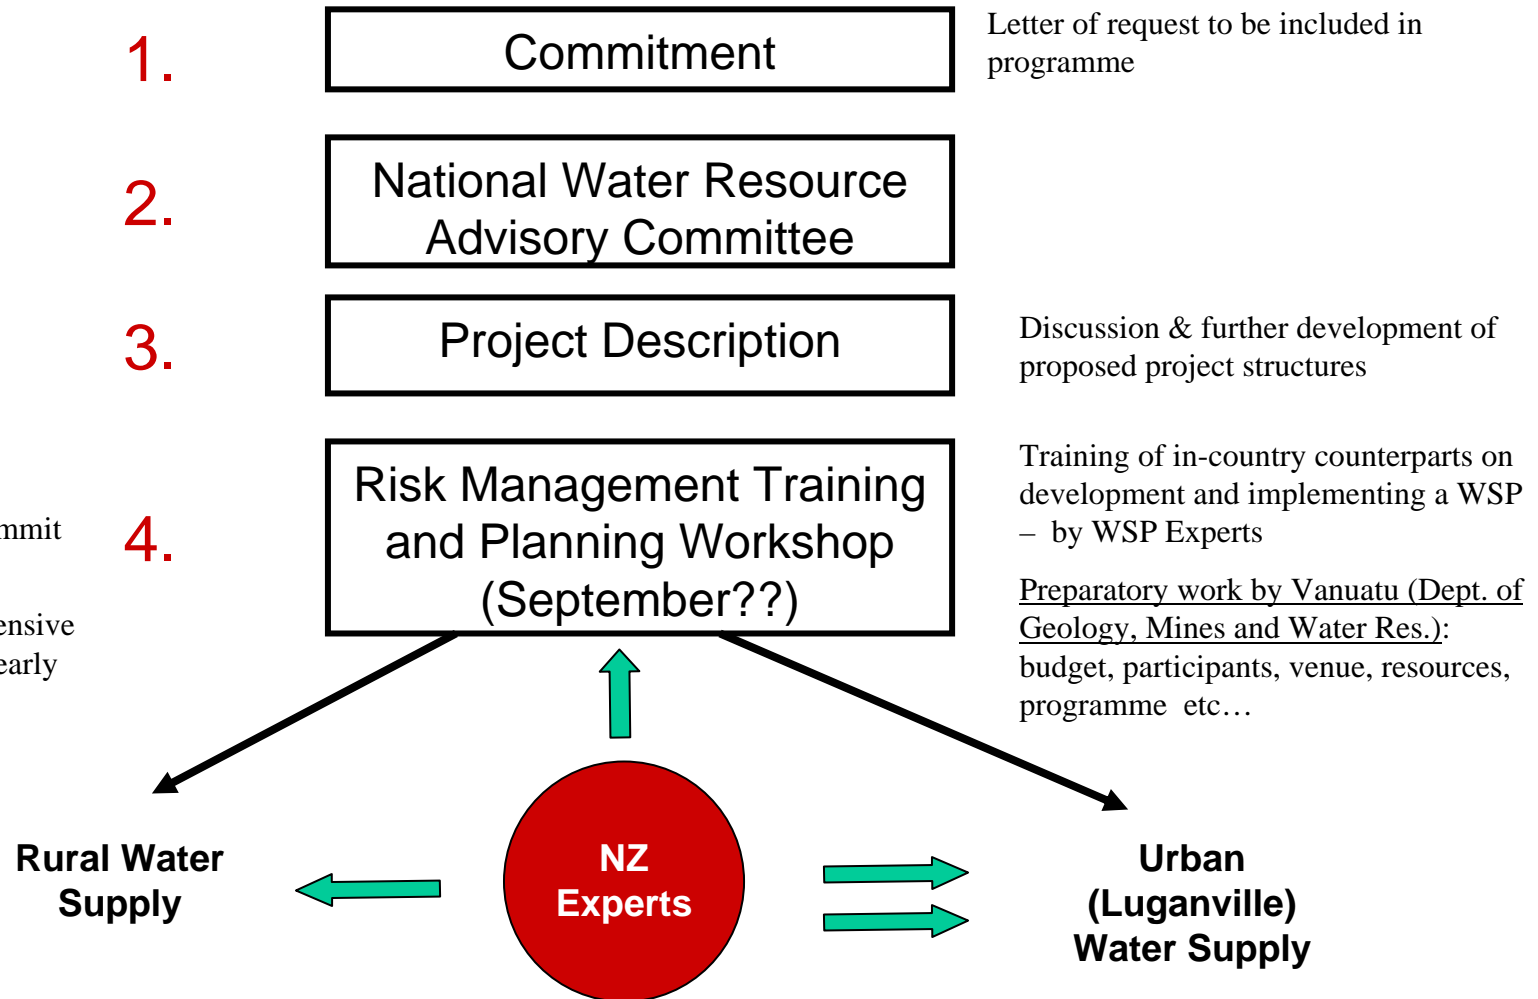 1.
Commitment
Letter of request to be included in
programme
2.
National Water Resource
Advisory Committee
3.
Project Description
Discussion & further development of
proposed project structures
4.
Risk Management Training
and Planning Workshop
(September??)
Training of in-country counterparts on
development and implementing a WSP
– by WSP Experts
Preparatory work by Vanuatu (Dept. of
Geology, Mines and Water Res.):
budget, participants, venue, resources,
programme etc…
mmit
ensive
early
Rural Water
Supply
NZ
Experts
Urban
(Luganville)
Water Supply